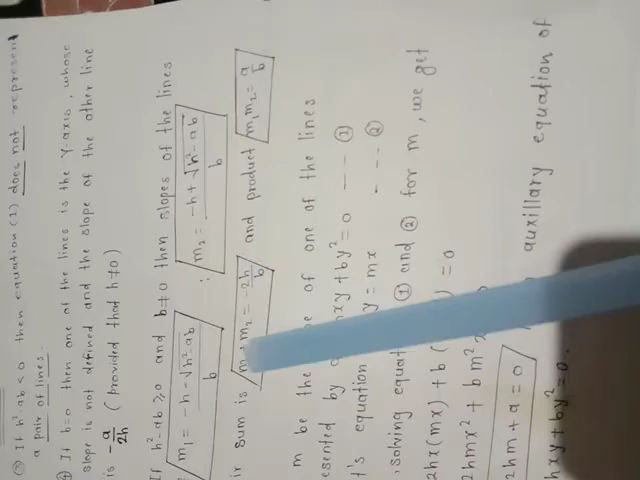 ③ If h²-ab < 0 then equation (1) does not represent
a pair of lines.
④ If b=0 then one of the lines is the Y-axis, whose
slope is not defined and the slope of the other line
is -a/2h (provided that h≠0)
If h²-ab ≥ 0 and b≠0 then slopes of the lines
m₁ = (-h-√(h²-ab))/b ; m₂ = (-h+√(h²-ab))/b
sum is m₂ = -2h/b and product m₁m₂ = a/b
m be the of one of the lines
by xy + by² = 0 --- ①
equation y = mx --- ②
, solving ① and ② for m, we get
2hx(mx) + b ( = 0
2hmx² + bm²
2hm + a = 0
auxillary equation of
hxy + by² = 0.